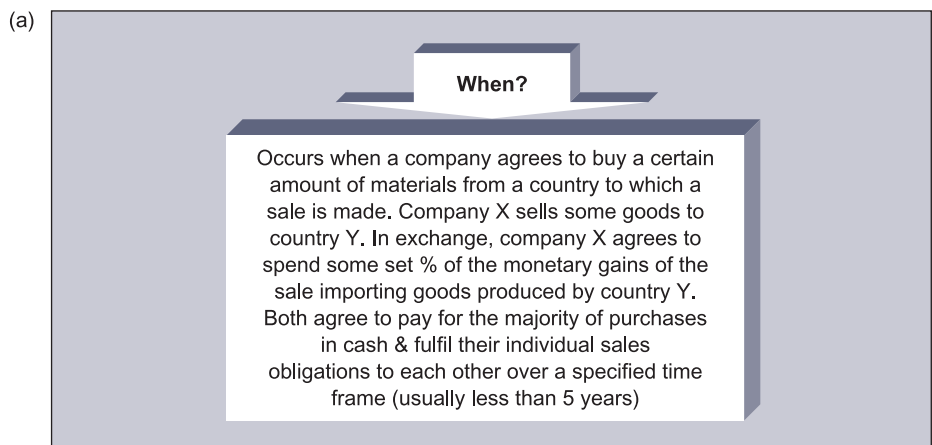 (a)
When?
Occurs when a company agrees to buy a certain
amount of materials from a country to which a
sale is made. Company X sells some goods to
country Y. In exchange, company X agrees to
spend some set % of the monetary gains of the
sale importing goods produced by country Y.
Both agree to pay for the majority of purchases
in cash & fulfil their individual sales
obligations to each other over a specified time
frame (usually less than 5 years)